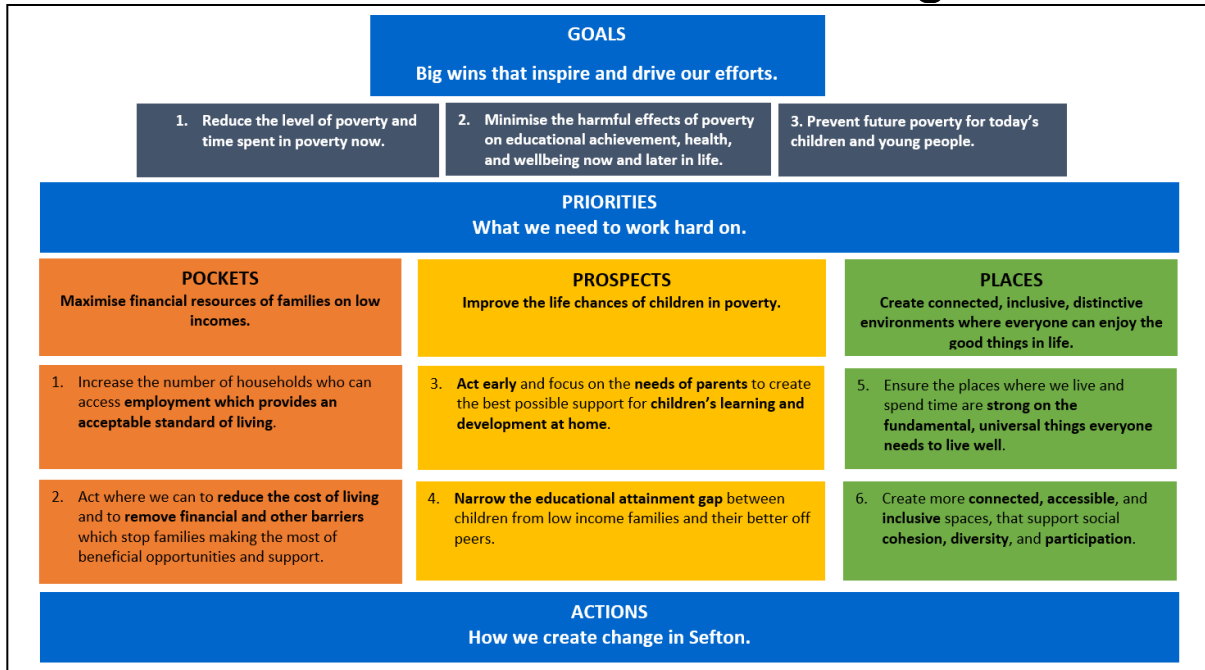 GOALS
Big wins that inspire and drive our efforts.
1. Reduce the level of poverty and
time spent in poverty now.
2. Minimise the harmful effects of poverty
on educational achievement, health,
and wellbeing now and later in life.
3. Prevent future poverty for today's
children and young people.
PRIORITIES
What we need to work hard on.
POCKETS
Maximise financial resources of families on low
incomes.
1. Increase the number of households who can
access employment which provides an
acceptable standard of living.
2. Act where we can to reduce the cost of living
and to remove financial and other barriers
which stop families making the most of
beneficial opportunities and support.
PROSPECTS
Improve the life chances of children in poverty.
3. Act early and focus on the needs of parents to create
the best possible support for children's learning and
development at home.
4. Narrow the educational attainment gap between
children from low income families and their better off
peers.
PLACES
Create connected, inclusive, distinctive
environments where everyone can enjoy the
good things in life.
5. Ensure the places where we live and
spend time are strong on the
fundamental, universal things everyone
needs to live well.
6. Create more connected, accessible, and
inclusive spaces, that support social
cohesion, diversity, and participation.
ACTIONS
How we create change in Sefton.